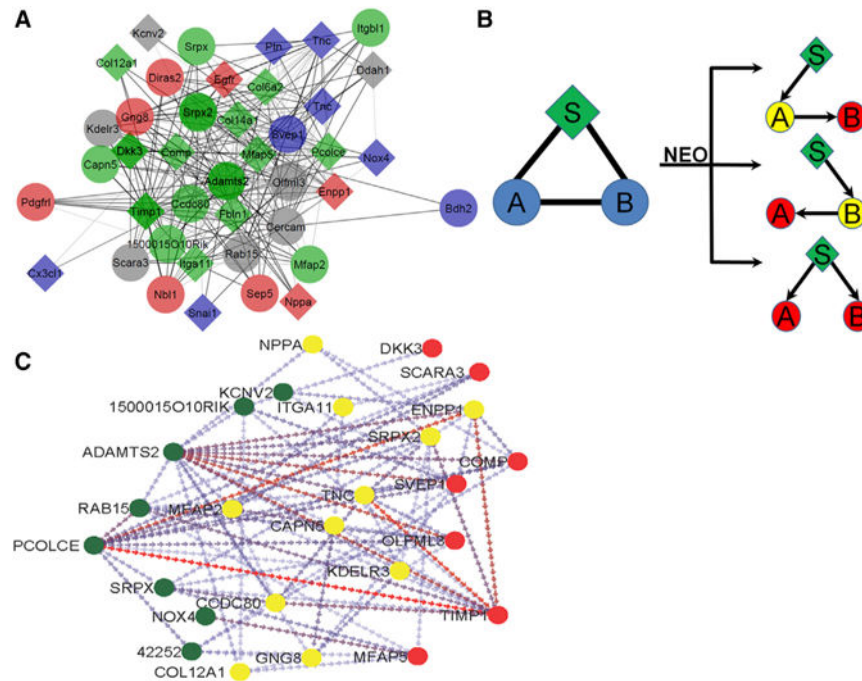 A
Kcnv2
Srpx
Pln
Tnc
Itgbl1
Col12a1
Diras2
Egfr
Ddah1
Col6a2
Gng8
Srpx2
Col14a1
Tnc
Kdelr3
Svep1
Dkk3
Comp
Mfap5
Pcolce
Nox4
Capn5
Adamts2
Olfml3
Enpp1
Pdgfrl
Timp1
Ccdc80
Fbln1
Cercam
Bdh2
1500015O10Rik
Rab15
Cx3cl1
Scara3
Itga11
Mfap2
Nbl1
Sep5
Nppa
Snai1
B
S
A
B
NEO
S
A
B
S
A
B
S
A
B
C
NPPA
DKK3
SCARA3
KCNV2
1500015O10RIK
ITGA11
ENPP1
SRPX2
ADAMTS2
COMP
SVEP1
TNC
RAB15
MFAP2
CAPN5
OLFML3
PCOLCE
KDELR3
SRPX
CCDC80
TIMP1
NOX4
42252
GNG8
MFAP5
COL12A1